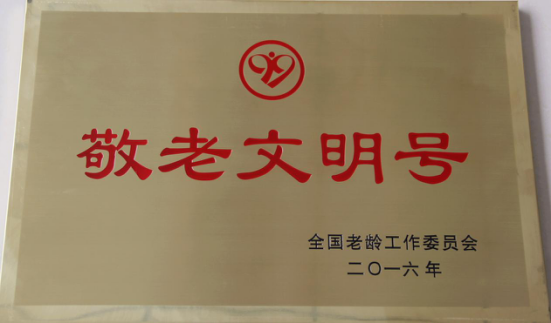 敬老文明号
全国老龄工作委员会
二〇一六年